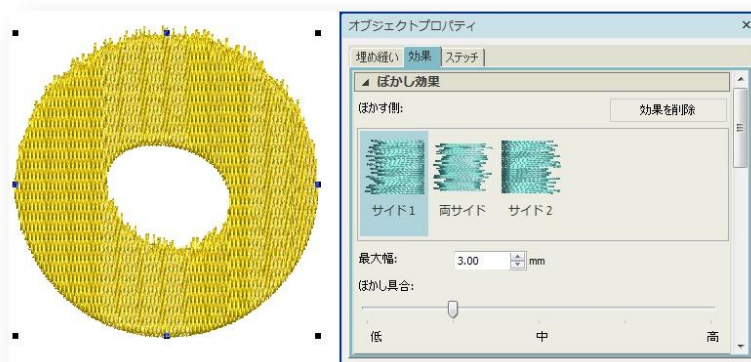 オブジェクトプロパティ
埋め縫い 効果 ステッチ
ぼかし効果
ぼかす側: 効果を削除
サイド1 両サイド サイド2
最大幅: 3.00 mm
ぼかし具合:
低 中 高